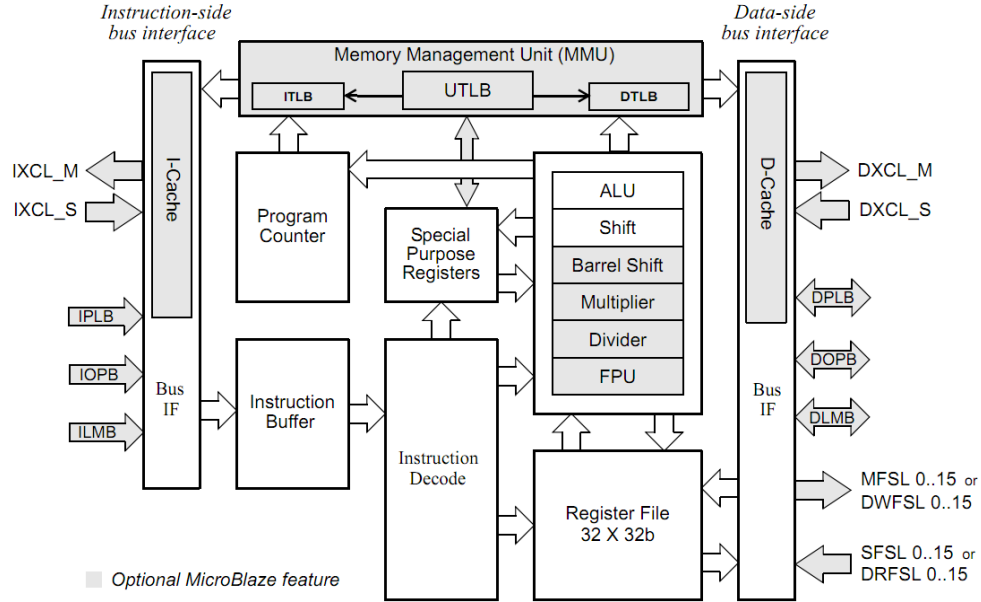 Instruction-side
bus interface
Data-side
bus interface
Memory Management Unit (MMU)
ITLB
UTLB
DTLB
I-Cache
D-Cache
IXCL_M
IXCL_S
DXCL_M
DXCL_S
Program
Counter
Special
Purpose
Registers
ALU
Shift
Barrel Shift
Multiplier
Divider
FPU
IPLB
IOPB
ILMB
Bus
IF
Instruction
Buffer
Instruction
Decode
Register File
32 X 32b
Bus
IF
DPLB
DOPB
DLMB
MFSL 0..15 or
DWFSL 0..15
SFSL 0..15 or
DRFSL 0..15
Optional MicroBlaze feature